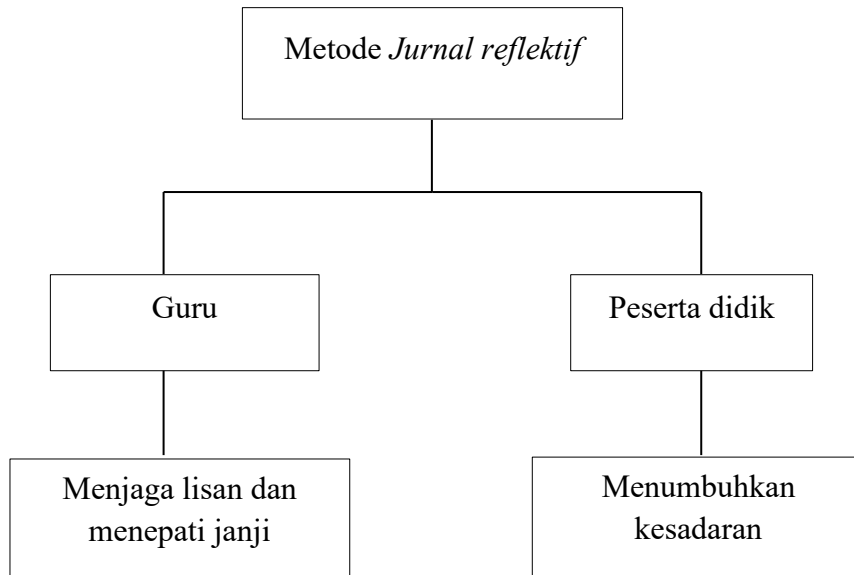 Metode Jurnal reflektif
Guru
Peserta didik
Menjaga lisan dan
menepati janji
Menumbuhkan
kesadaran